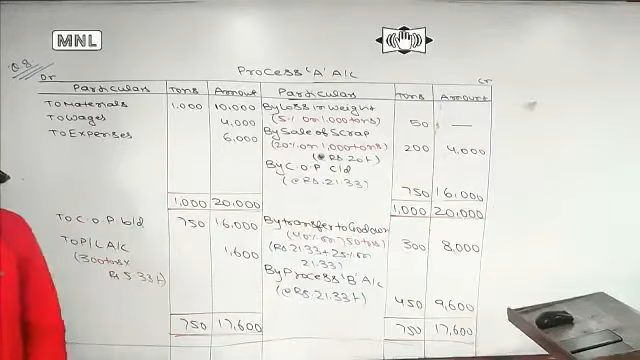 MNL
Q.8
Process 'A' A/c
Dr
Cr
Particulars Tons Amount Particulars Tons Amount
To Materials 1,000 10,000 By Loss in weight
To Wages 4,000 (5% on 1,000 tons) 50 —
To Expenses 6,000 By Sale of Scrap
(20% on 1,000 tons) 200 4,000
(@ Rs. 20/-)
By C.O.P c/d
(@ Rs. 21.33) 750 16,000
1,000 20,000 1,000 20,000
To C.O.P b/d 750 16,000 By transfer to Godown
(40% on 750 tons) 300 8,000
To P/L A/c 1,600 (Rs 21.33 + 25% on
(300 tons x 21.33)
Rs 5.33/-) By Process 'B' A/c
(@ Rs. 21.33/-) 450 9,600
750 17,600 750 17,600